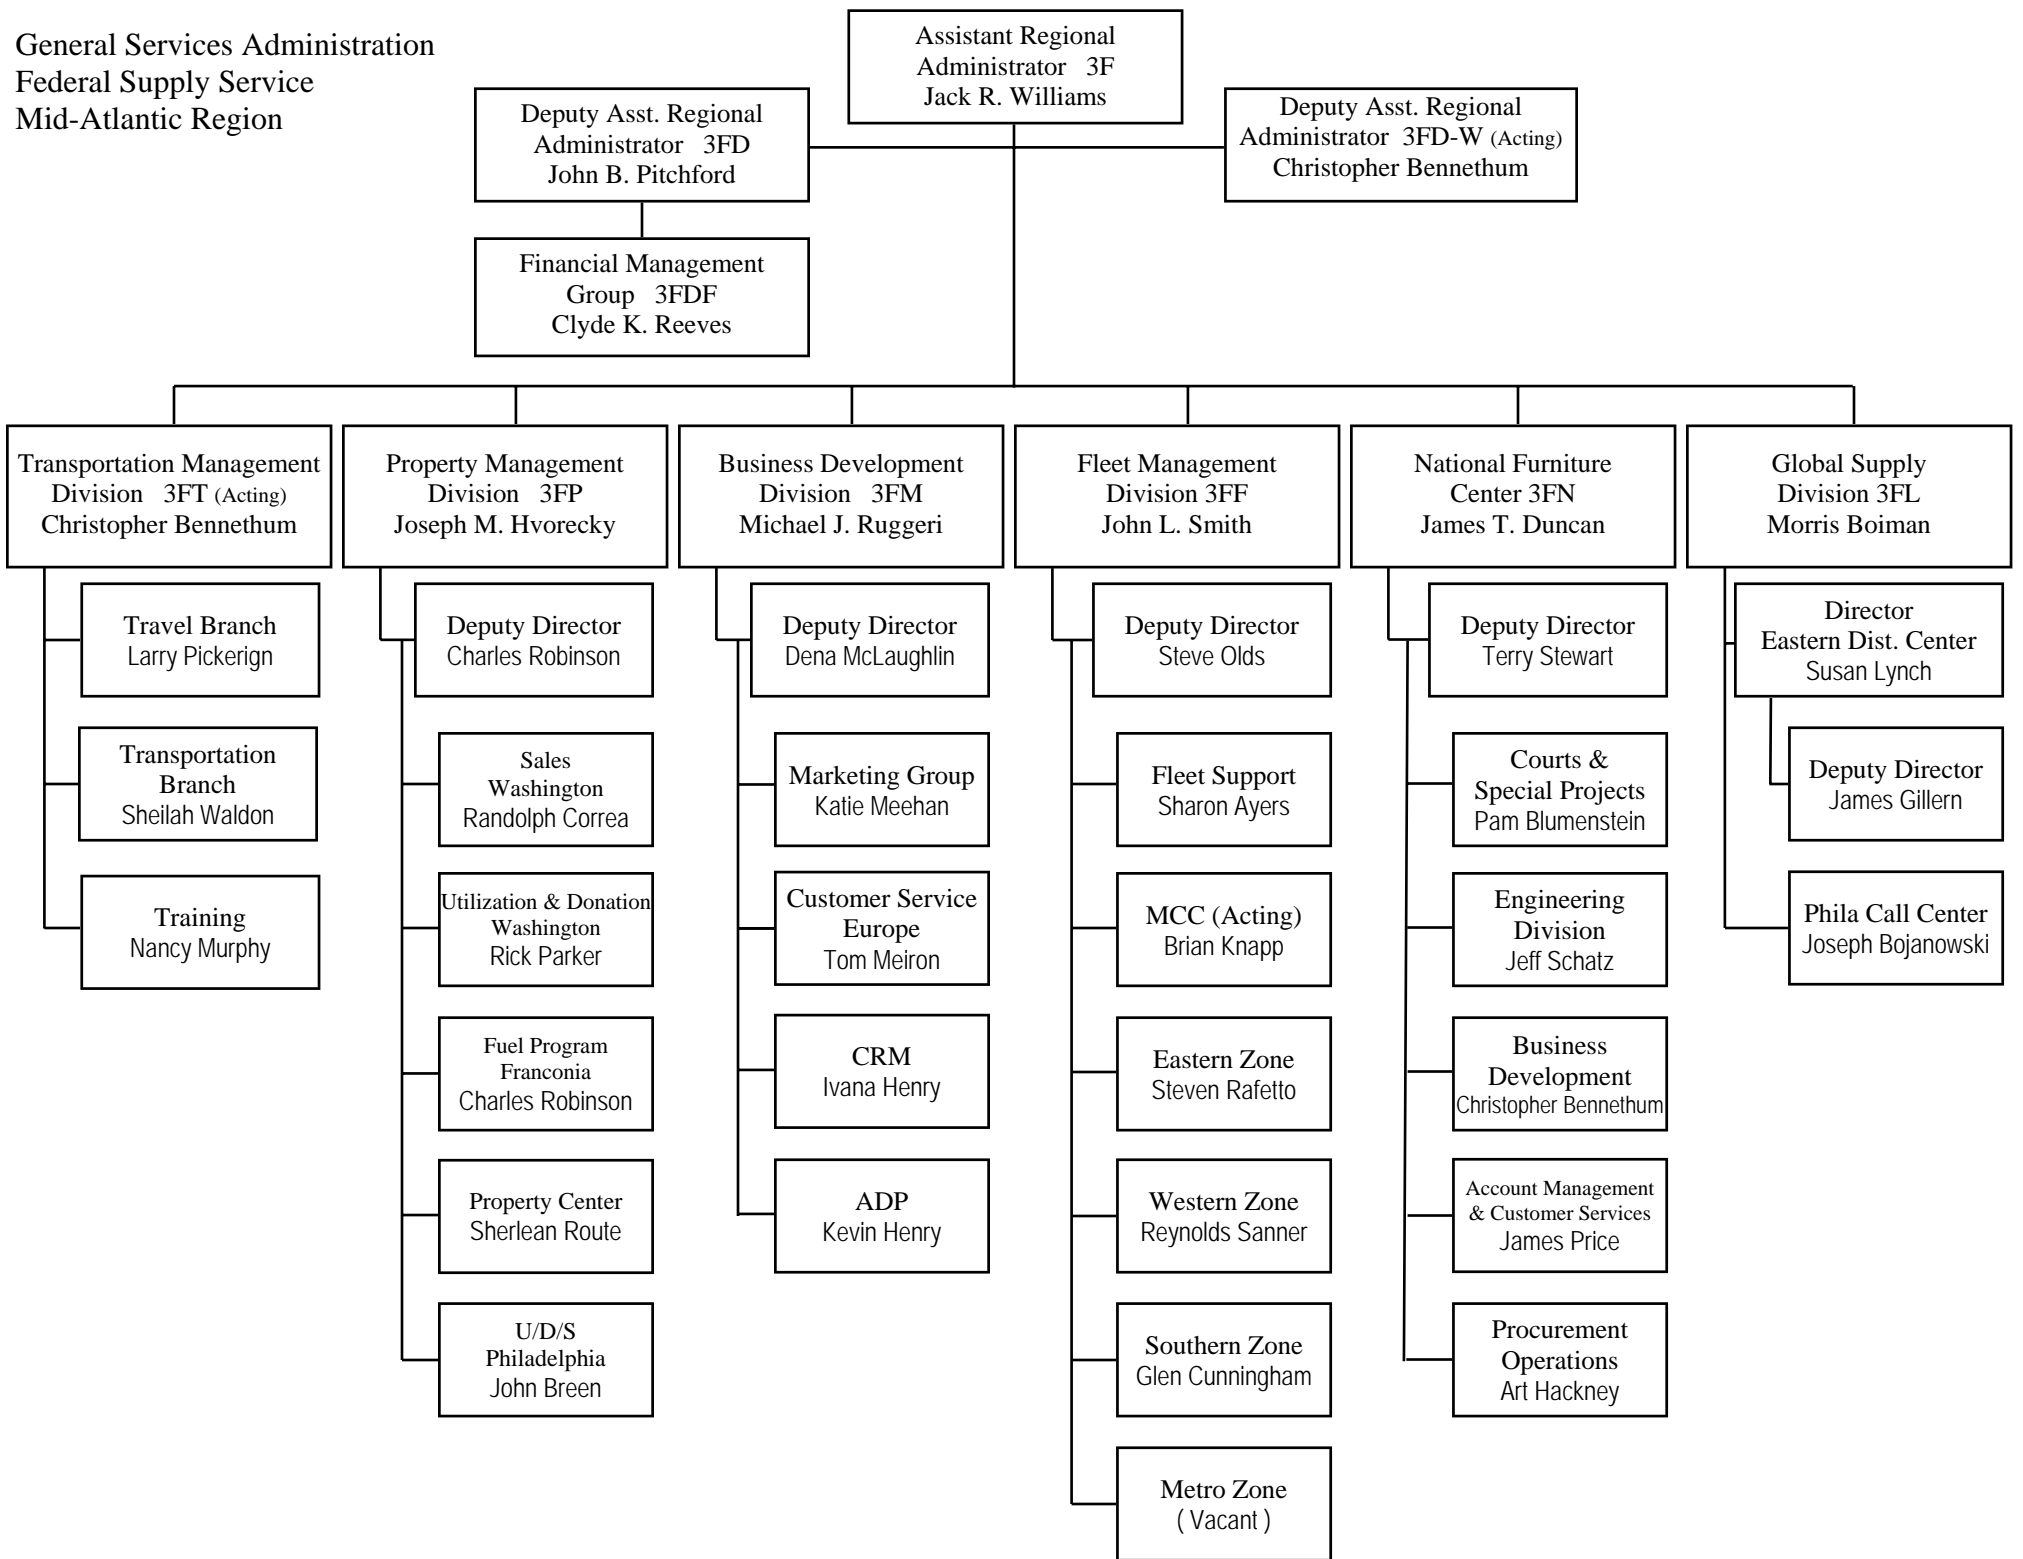 General Services Administration
Federal Supply Service
Mid-Atlantic Region
Assistant Regional
Administrator 3F
Jack R. Williams
Deputy Asst. Regional
Administrator 3FD
John B. Pitchford
Deputy Asst. Regional
Administrator 3FD-W (Acting)
Christopher Bennethum
Financial Management
Group 3FDF
Clyde K. Reeves
Transportation Management
Division 3FT (Acting)
Christopher Bennethum
Property Management
Division 3FP
Joseph M. Hvorecky
Business Development
Division 3FM
Michael J. Ruggeri
Fleet Management
Division 3FF
John L. Smith
National Furniture
Center 3FN
James T. Duncan
Global Supply
Division 3FL
Morris Boiman
Travel Branch
Larry Pickerign
Transportation
Branch
Sheilah Waldon
Training
Nancy Murphy
Deputy Director
Charles Robinson
Sales
Washington
Randolph Correa
Utilization & Donation
Washington
Rick Parker
Fuel Program
Franconia
Charles Robinson
Property Center
Sherlean Route
U/D/S
Philadelphia
John Breen
Deputy Director
Dena McLaughlin
Marketing Group
Katie Meehan
Customer Service
Europe
Tom Meiron
CRM
Ivana Henry
ADP
Kevin Henry
Deputy Director
Steve Olds
Fleet Support
Sharon Ayers
MCC (Acting)
Brian Knapp
Eastern Zone
Steven Rafetto
Western Zone
Reynolds Sanner
Southern Zone
Glen Cunningham
Metro Zone
( Vacant )
Deputy Director
Terry Stewart
Courts &
Special Projects
Pam Blumenstein
Engineering
Division
Jeff Schatz
Business
Development
Christopher Bennethum
Account Management
& Customer Services
James Price
Procurement
Operations
Art Hackney
Director
Eastern Dist. Center
Susan Lynch
Deputy Director
James Gillern
Phila Call Center
Joseph Bojanowski